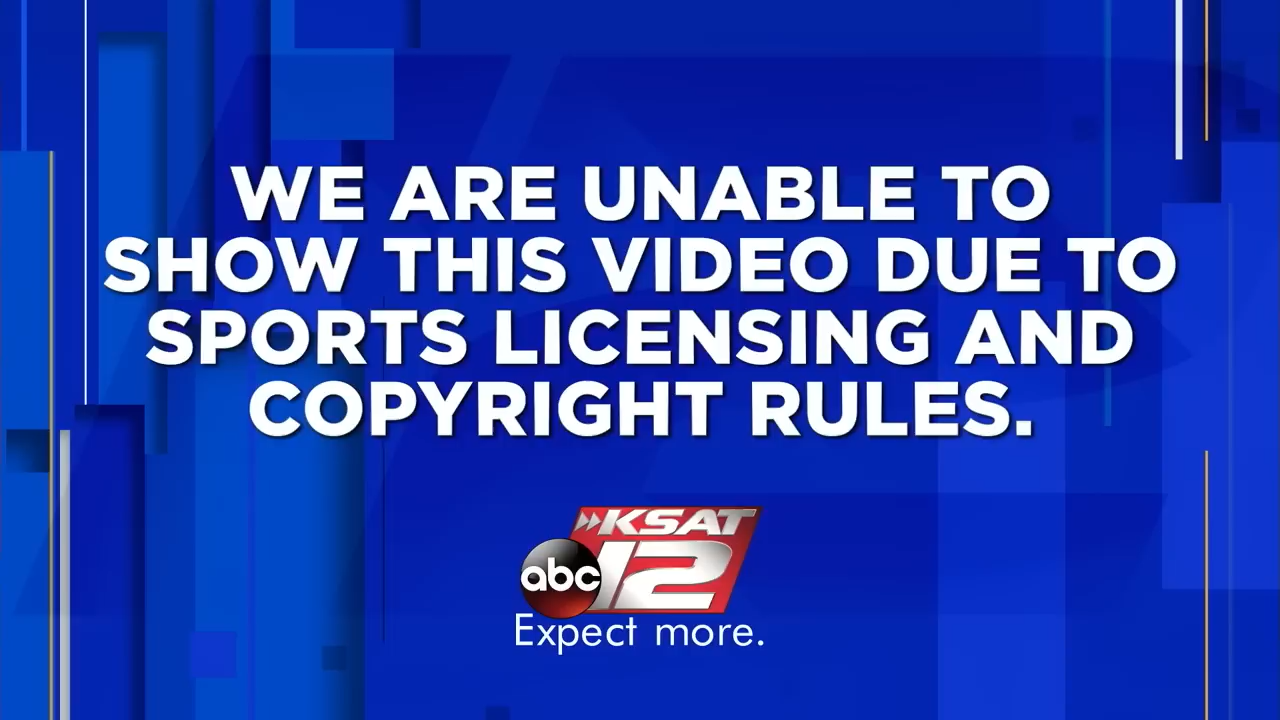 WE ARE UNABLE TO
SHOW THIS VIDEO DUE TO
SPORTS LICENSING AND
COPYRIGHT RULES.
KSAT
abc 12
Expect more.